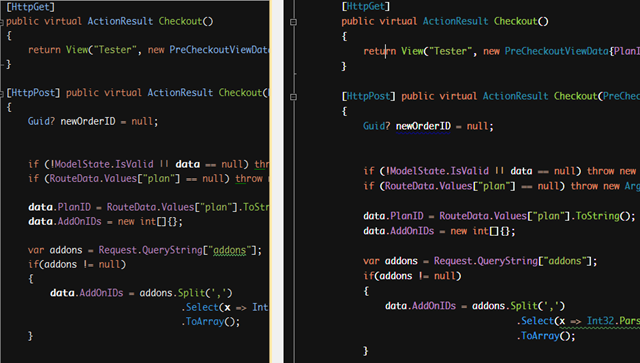 [HttpGet]
public virtual ActionResult Checkout()
{
return View("Tester", new PreCheckoutViewData
}
[HttpPost] public virtual ActionResult Checkout(
{
Guid? newOrderID = null;
if (!ModelState.IsValid || data == null) thr
if (RouteData.Values["plan"] == null) throw n
data.PlanID = RouteData.Values["plan"].ToStri
data.AddOnIDs = new int[]{};
var addons = Request.QueryString["addons"];
if(addons != null)
{
data.AddOnIDs = addons.Split(',')
.Select(x => Int
.ToArray();
}
[HttpGet]
public virtual ActionResult Checkout()
{
return View("Tester", new PreCheckoutViewData{PlanI
}
[HttpPost] public virtual ActionResult Checkout(PreChe
{
Guid? newOrderID = null;
if (!ModelState.IsValid || data == null) throw new
if (RouteData.Values["plan"] == null) throw new Arg
data.PlanID = RouteData.Values["plan"].ToString();
data.AddOnIDs = new int[]{};
var addons = Request.QueryString["addons"];
if(addons != null)
{
data.AddOnIDs = addons.Split(',')
.Select(x => Int32.Pars
.ToArray();
}